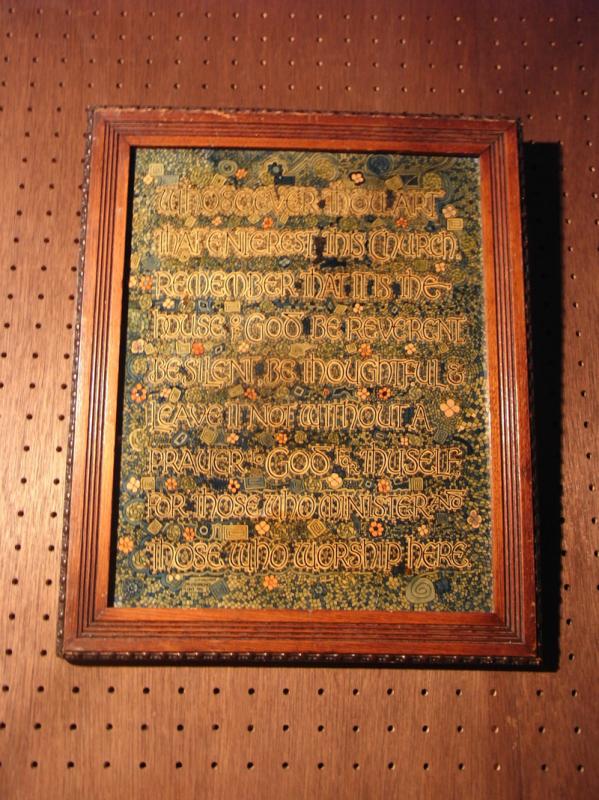 WHOSOEVER THOU ART
THAT ENTEREST THIS CHURCH,
REMEMBER THAT IT IS THE
HOUSE OF GOD BE REVERENT
BE SILENT, BE THOUGHTFUL &
LEAVE IT NOT WITHOUT A
PRAYER TO GOD FOR THYSELF,
FOR THOSE WHO MINISTER AND
THOSE WHO WORSHIP HERE.